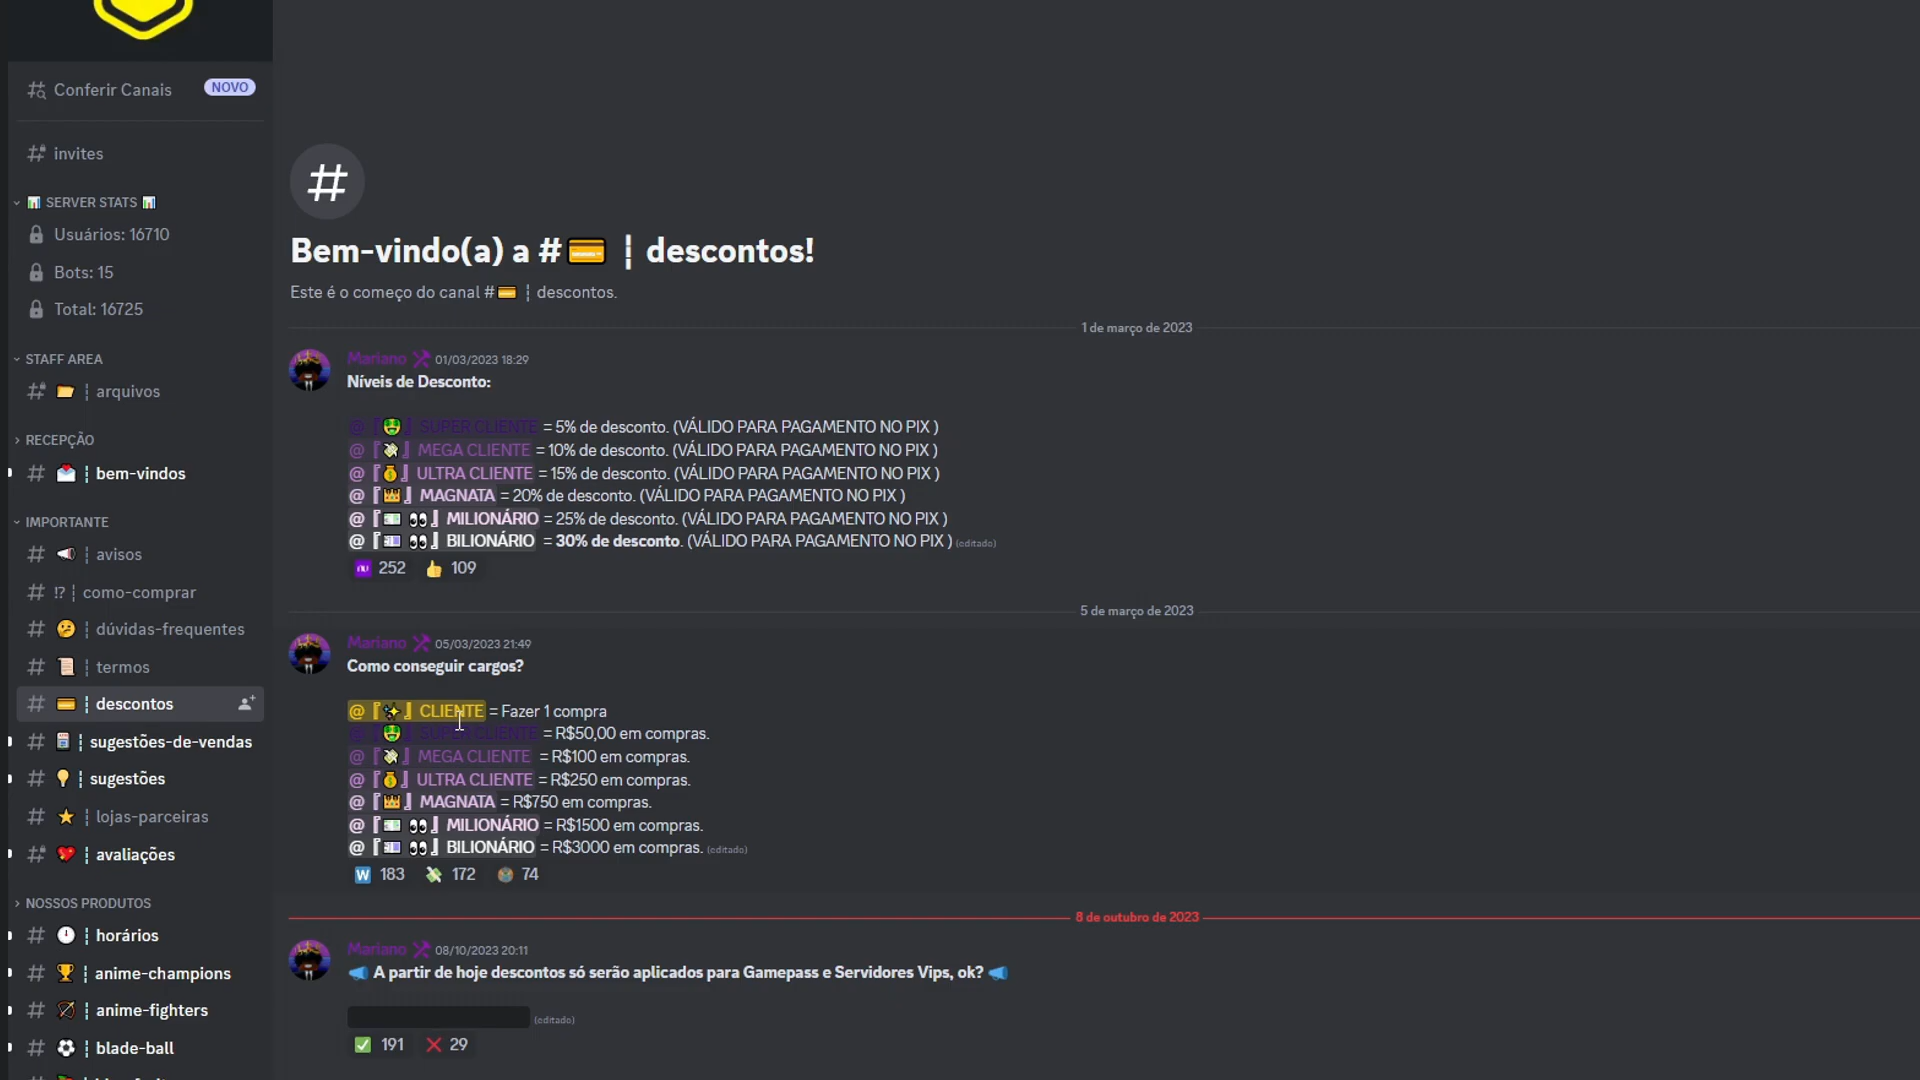 Conferir Canais NOVO
invites
SERVER STATS
Usuários: 16710
Bots: 15
Total: 16725
STAFF AREA
┆ arquivos
RECEPÇÃO
┆ bem-vindos
IMPORTANTE
┆ avisos
⁉ ┆ como-comprar
┆ dúvidas-frequentes
┆ termos
┆ descontos
┆ sugestões-de-vendas
┆ sugestões
┆ lojas-parceiras
┆ avaliações
NOSSOS PRODUTOS
┆ horários
┆ anime-champions
┆ anime-fighters
┆ blade-ball
Bem-vindo(a) a #💳 ┆ descontos!
Este é o começo do canal #💳 ┆ descontos.
1 de março de 2023
Mariano 01/03/2023 18:29
Níveis de Desconto:
@『🤑』SUPER CLIENTE = 5% de desconto. (VÁLIDO PARA PAGAMENTO NO PIX )
@『💸』MEGA CLIENTE = 10% de desconto. (VÁLIDO PARA PAGAMENTO NO PIX )
@『💰』ULTRA CLIENTE = 15% de desconto. (VÁLIDO PARA PAGAMENTO NO PIX )
@『👑』MAGNATA = 20% de desconto. (VÁLIDO PARA PAGAMENTO NO PIX )
@『💵 👀』MILIONÁRIO = 25% de desconto. (VÁLIDO PARA PAGAMENTO NO PIX )
@『💶 👀』BILIONÁRIO = 30% de desconto. (VÁLIDO PARA PAGAMENTO NO PIX ) (editado)
nu 252 👍 109
5 de março de 2023
Mariano 05/03/2023 21:49
Como conseguir cargos?
@『✨』CLIENTE = Fazer 1 compra
@『🤑』SUPER CLIENTE = R$50,00 em compras.
@『💸』MEGA CLIENTE = R$100 em compras.
@『💰』ULTRA CLIENTE = R$250 em compras.
@『👑』MAGNATA = R$750 em compras.
@『💵 👀』MILIONÁRIO = R$1500 em compras.
@『💶 👀』BILIONÁRIO = R$3000 em compras. (editado)
W 183 💸 172 74
8 de outubro de 2023
Mariano 08/10/2023 20:11
📣 A partir de hoje descontos só serão aplicados para Gamepass e Servidores Vips, ok? 📣
(editado)
✅ 191 ❌ 29